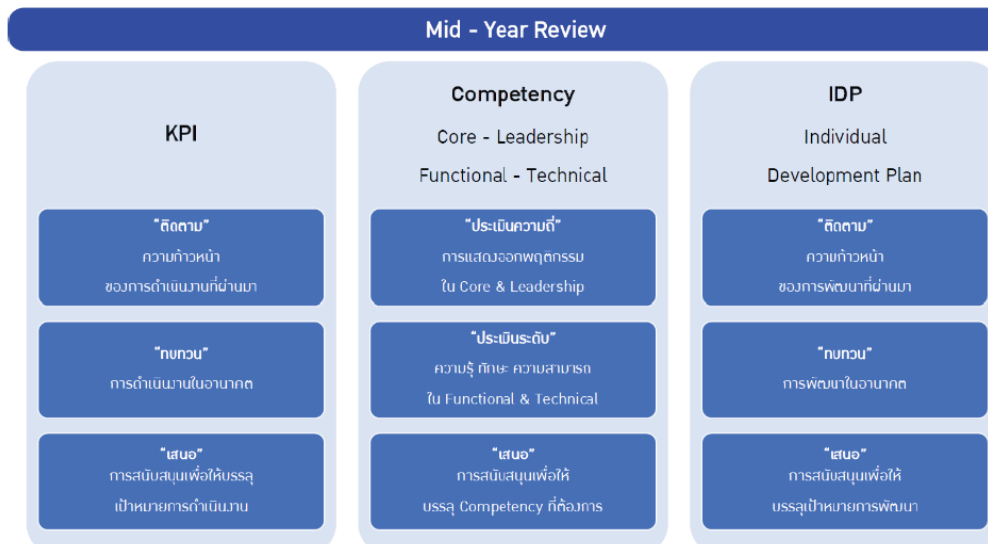 Mid - Year Review
KPI
"ติดตาม"
ความก้าวหน้า
ของการดำเนินงานที่ผ่านมา
"ทบทวน"
การดำเนินงานในอนาคต
"เสนอ"
การสนับสนุนเพื่อให้บรรลุ
เป้าหมายการดำเนินงาน
Competency
Core - Leadership
Functional - Technical
"ประเมินความถี่"
การแสดงออกพฤติกรรม
ใน Core & Leadership
"ประเมินระดับ"
ความรู้ ทักษะ ความสามารถ
ใน Functional & Technical
"เสนอ"
การสนับสนุนเพื่อให้
บรรลุ Competency ที่ต้องการ
IDP
Individual
Development Plan
"ติดตาม"
ความก้าวหน้า
ของการพัฒนาที่ผ่านมา
"ทบทวน"
การพัฒนาในอนาคต
"เสนอ"
การสนับสนุนเพื่อให้
บรรลุเป้าหมายการพัฒนา